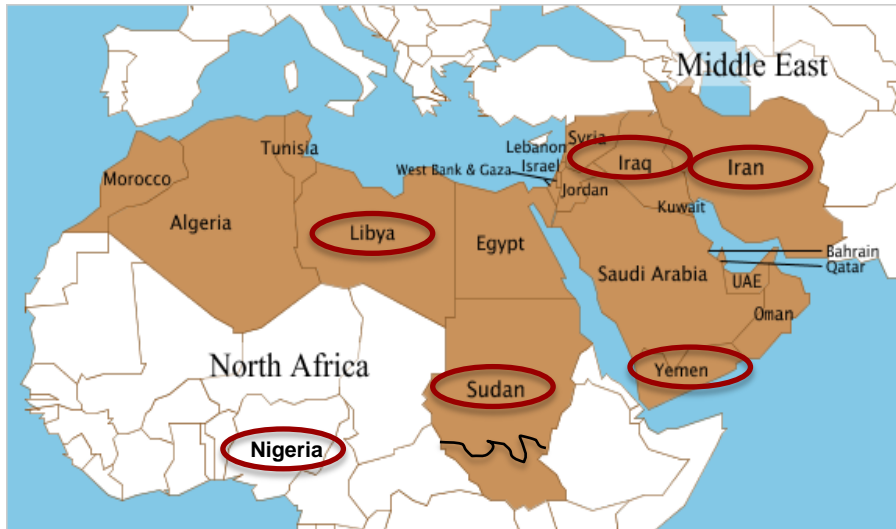 Middle East
Tunisia
Syria
Lebanon
Israel
Iraq
Iran
West Bank & Gaza
Morocco
Jordan
Kuwait
Algeria
Libya
Egypt
Bahrain
Saudi Arabia
Qatar
UAE
Oman
North Africa
Yemen
Sudan
Nigeria